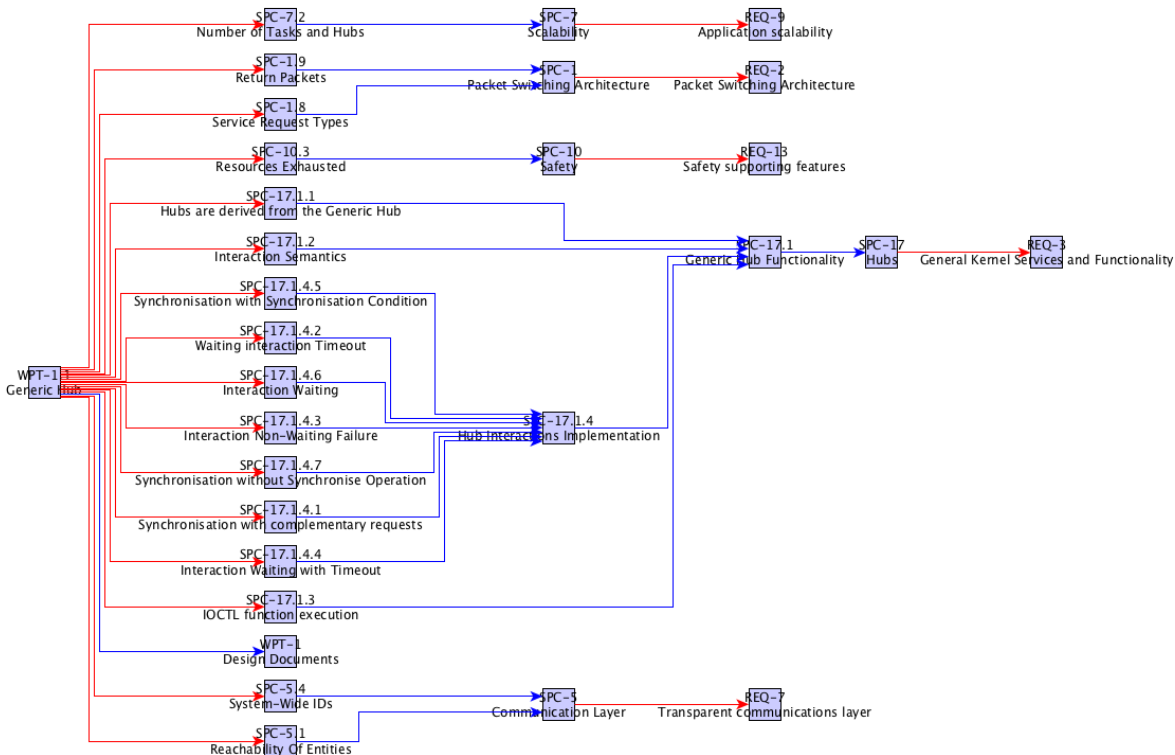 SPC-7.2
Number of Tasks and Hubs
SPC-7
Scalability
REQ-9
Application scalability
SPC-1.9
Return Packets
SPC-1
Packet Switching Architecture
REQ-2
Packet Switching Architecture
SPC-1.8
Service Request Types
SPC-10.3
Resources Exhausted
SPC-10
Safety
REQ-13
Safety supporting features
SPC-17.1.1
Hubs are derived from the Generic Hub
SPC-17.1.2
Interaction Semantics
SPC-17.1
Generic Hub Functionality
SPC-17
Hubs
REQ-3
General Kernel Services and Functionality
SPC-17.1.4.5
Synchronisation with Synchronisation Condition
SPC-17.1.4.2
Waiting interaction Timeout
WPT-1.1
Generic Hub
SPC-17.1.4.6
Interaction Waiting
SPC-17.1.4.3
Interaction Non-Waiting Failure
SPC-17.1.4
Hub Interactions Implementation
SPC-17.1.4.7
Synchronisation without Synchronise Operation
SPC-17.1.4.1
Synchronisation with complementary requests
SPC-17.1.4.4
Interaction Waiting with Timeout
SPC-17.1.3
IOCTL function execution
WPT-1
Design Documents
SPC-5.4
System-Wide IDs
SPC-5
Communication Layer
REQ-7
Transparent communications layer
SPC-5.1
Reachability Of Entities